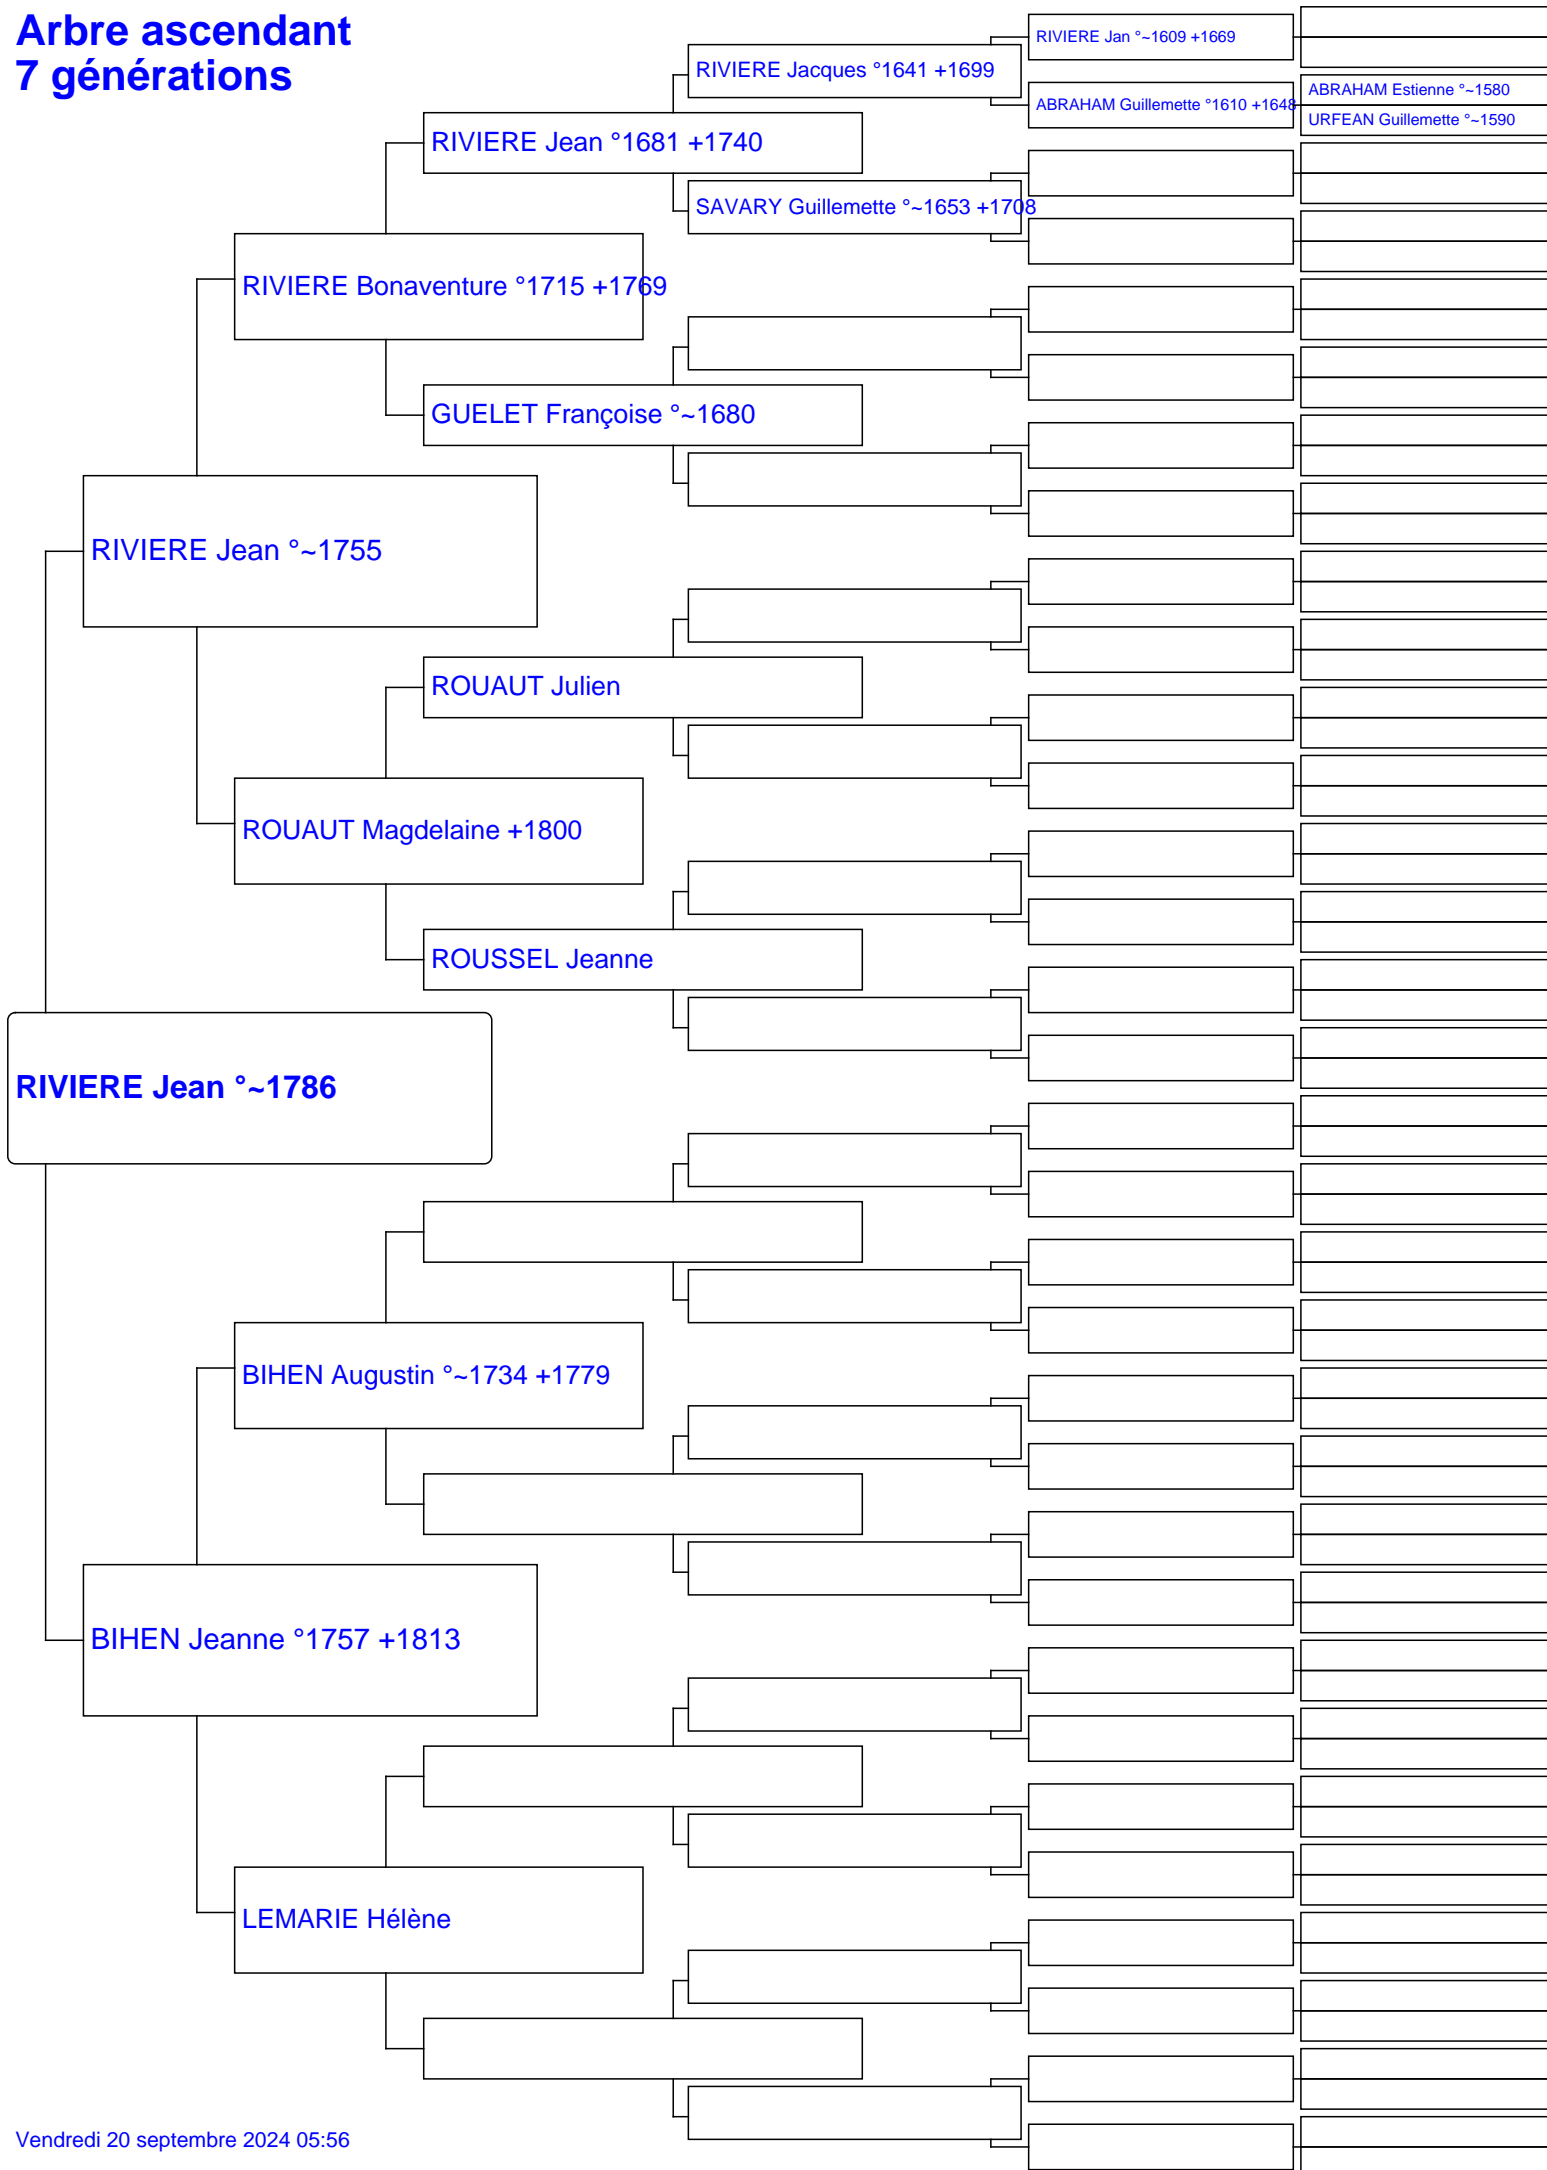 Arbre ascendant
7 générations
RIVIERE Jan °~1609 +1669
RIVIERE Jacques °1641 +1699
ABRAHAM Guillemette °1610 +1648
ABRAHAM Estienne °~1580
URFEAN Guillemette °~1590
RIVIERE Jean °1681 +1740
SAVARY Guillemette °~1653 +1708
RIVIERE Bonaventure °1715 +1769
GUELET Françoise °~1680
RIVIERE Jean °~1755
ROUAUT Julien
ROUAUT Magdelaine +1800
ROUSSEL Jeanne
RIVIERE Jean °~1786
BIHEN Augustin °~1734 +1779
BIHEN Jeanne °1757 +1813
LEMARIE Hélène
Vendredi 20 septembre 2024 05:56